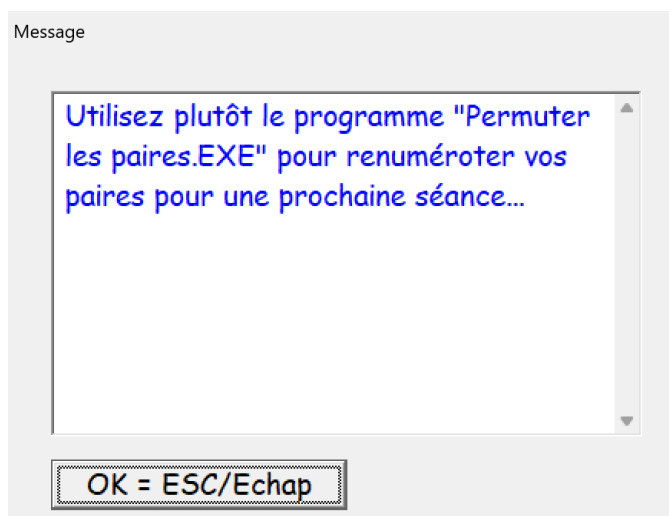 Message
Utilisez plutôt le programme "Permuter
les paires.EXE" pour renuméroter vos
paires pour une prochaine séance...
OK = ESC/Echap